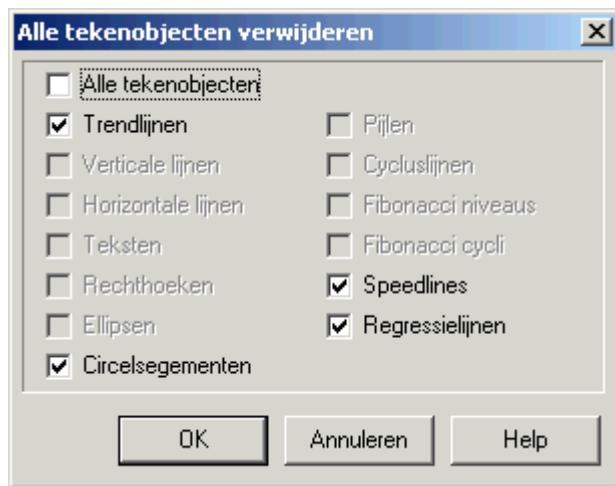 Alle tekenobjecten verwijderen
Alle tekenobjecten
Trendlijnen
Pijlen
Verticale lijnen
Cycluslijnen
Horizontale lijnen
Fibonacci niveaus
Teksten
Fibonacci cycli
Rechthoeken
Speedlines
Ellipsen
Regressielijnen
Circelsegementen
OK
Annuleren
Help